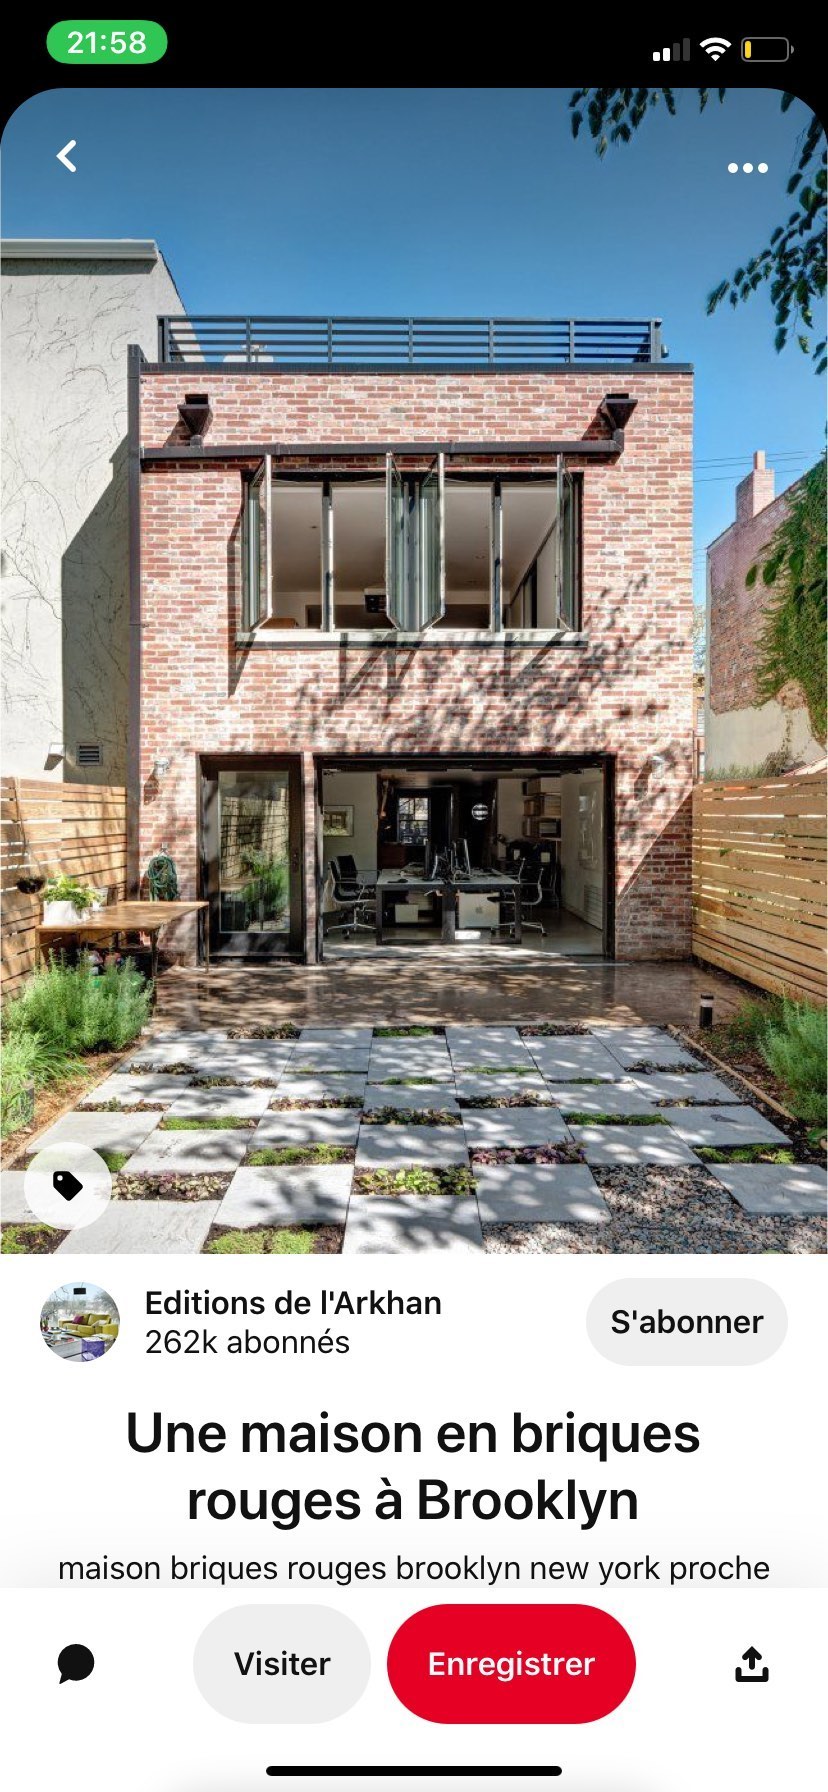 21:58
Editions de l'Arkhan
262k abonnés
S'abonner
Une maison en briques
rouges à Brooklyn
maison briques rouges brooklyn new york proche
Visiter
Enregistrer